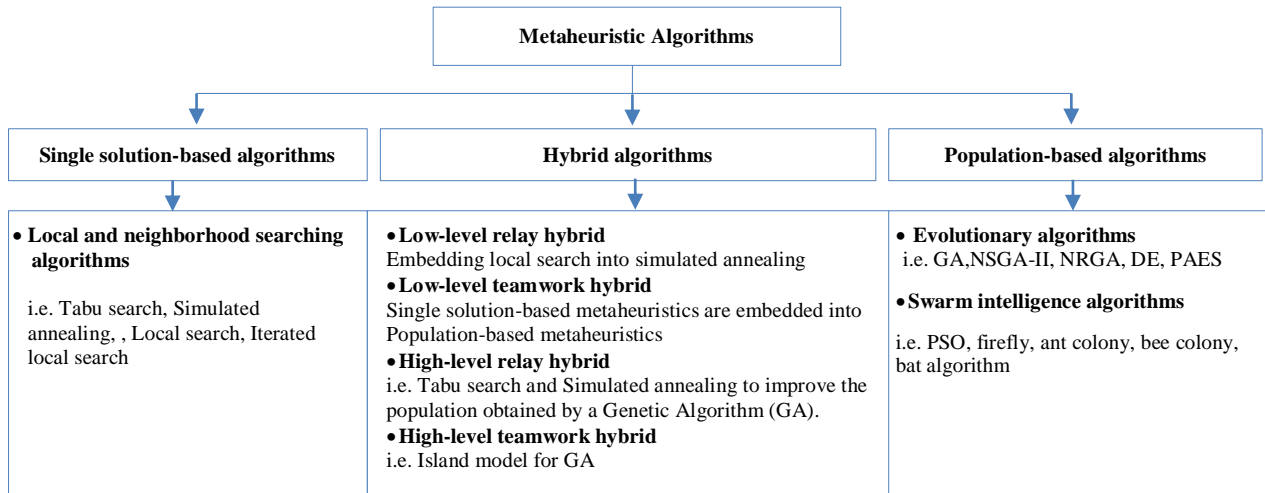 Metaheuristic Algorithms
Single solution-based algorithms
Hybrid algorithms
Population-based algorithms
• Local and neighborhood searching
algorithms
i.e. Tabu search, Simulated
annealing, , Local search, Iterated
local search
• Low-level relay hybrid
Embedding local search into simulated annealing
• Low-level teamwork hybrid
Single solution-based metaheuristics are embedded into
Population-based metaheuristics
• High-level relay hybrid
i.e. Tabu search and Simulated annealing to improve the
population obtained by a Genetic Algorithm (GA).
• High-level teamwork hybrid
i.e. Island model for GA
• Evolutionary algorithms
i.e. GA,NSGA-II, NRGA, DE, PAES
• Swarm intelligence algorithms
i.e. PSO, firefly, ant colony, bee colony,
bat algorithm